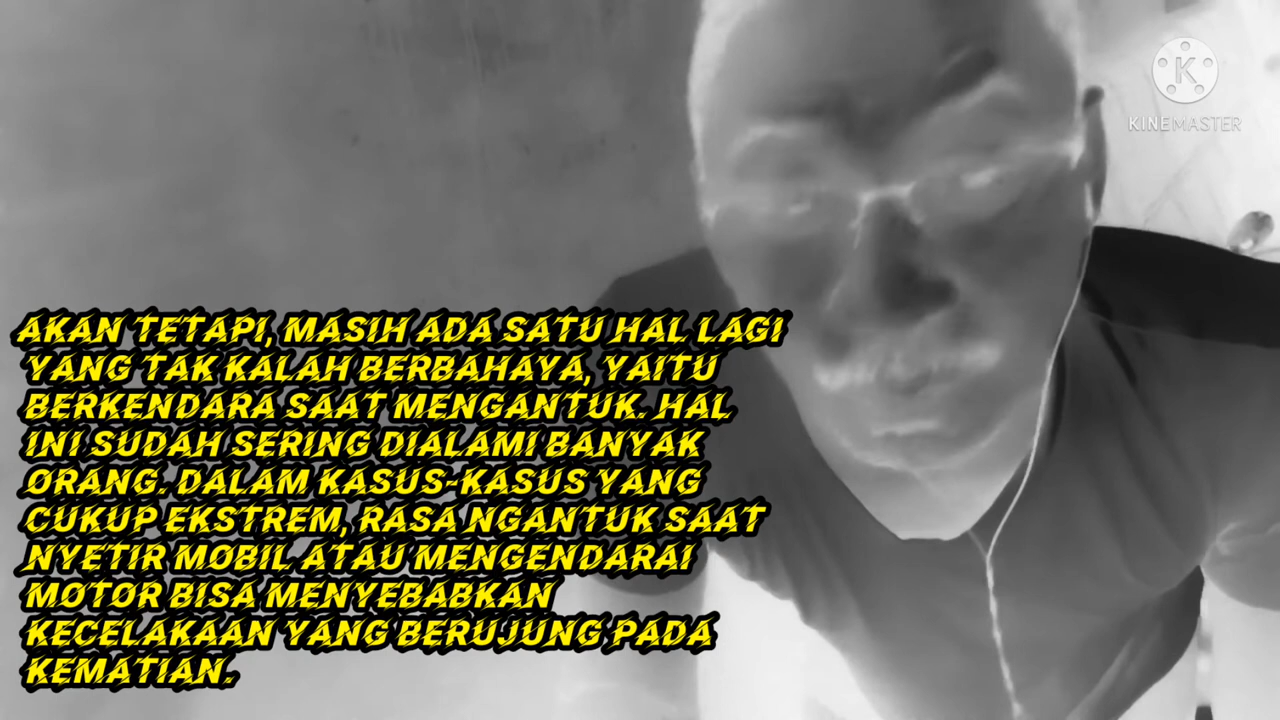 KINEMASTER
AKAN TETAPI, MASIH ADA SATU HAL LAGI
YANG TAK KALAH BERBAHAYA, YAITU
BERKENDARA SAAT MENGANTUK. HAL
INI SUDAH SERING DIALAMI BANYAK
ORANG. DALAM KASUS-KASUS YANG
CUKUP EKSTREM, RASA NGANTUK SAAT
NYETIR MOBIL ATAU MENGENDARAI
MOTOR BISA MENYEBABKAN
KECELAKAAN YANG BERUJUNG PADA
KEMATIAN.